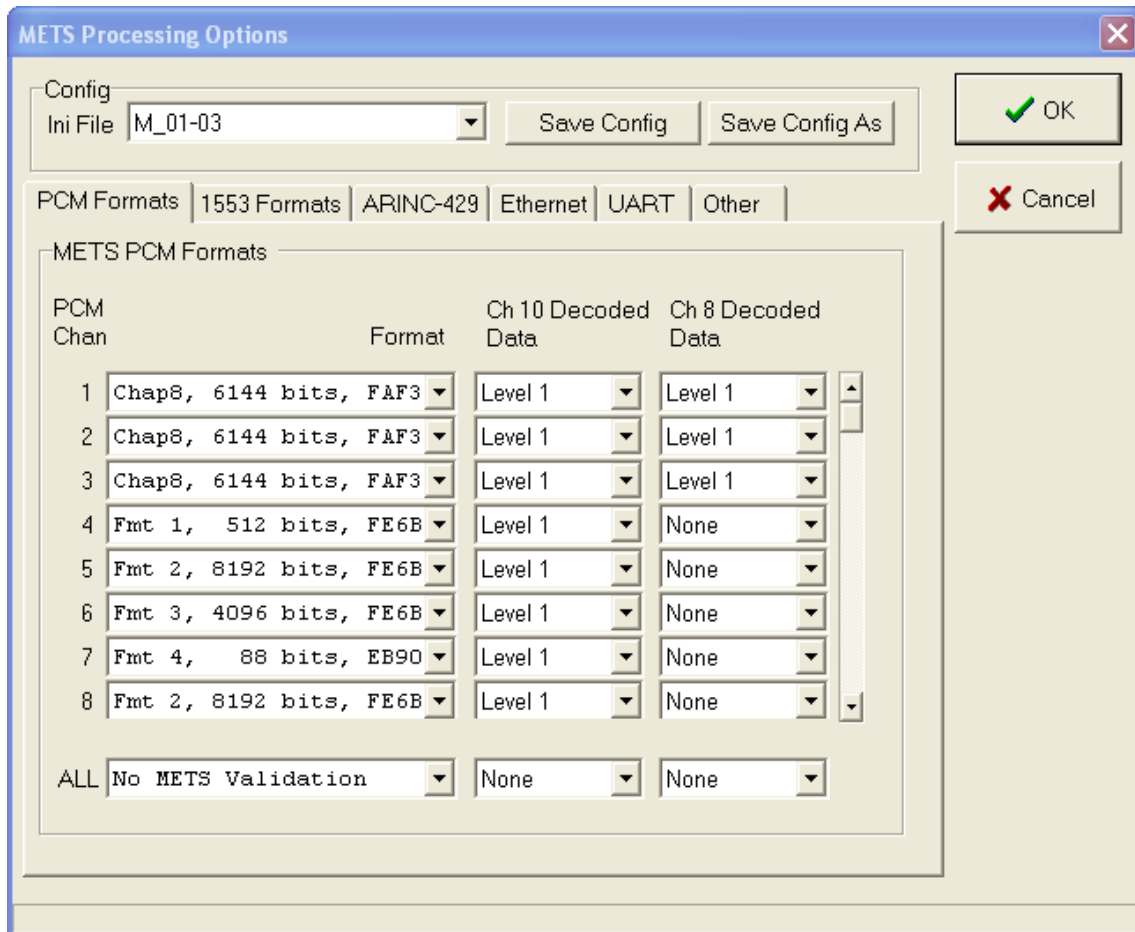 METS Processing Options
Config
Ini File M_01-03 Save Config Save Config As
OK
Cancel
PCM Formats 1553 Formats ARINC-429 Ethernet UART Other
METS PCM Formats
PCM Chan Format Ch 10 Decoded Data Ch 8 Decoded Data
1 Chap8, 6144 bits, FAF3 Level 1 Level 1
2 Chap8, 6144 bits, FAF3 Level 1 Level 1
3 Chap8, 6144 bits, FAF3 Level 1 Level 1
4 Fmt 1, 512 bits, FE6B Level 1 None
5 Fmt 2, 8192 bits, FE6B Level 1 None
6 Fmt 3, 4096 bits, FE6B Level 1 None
7 Fmt 4, 88 bits, EB90 Level 1 None
8 Fmt 2, 8192 bits, FE6B Level 1 None
ALL No METS Validation None None